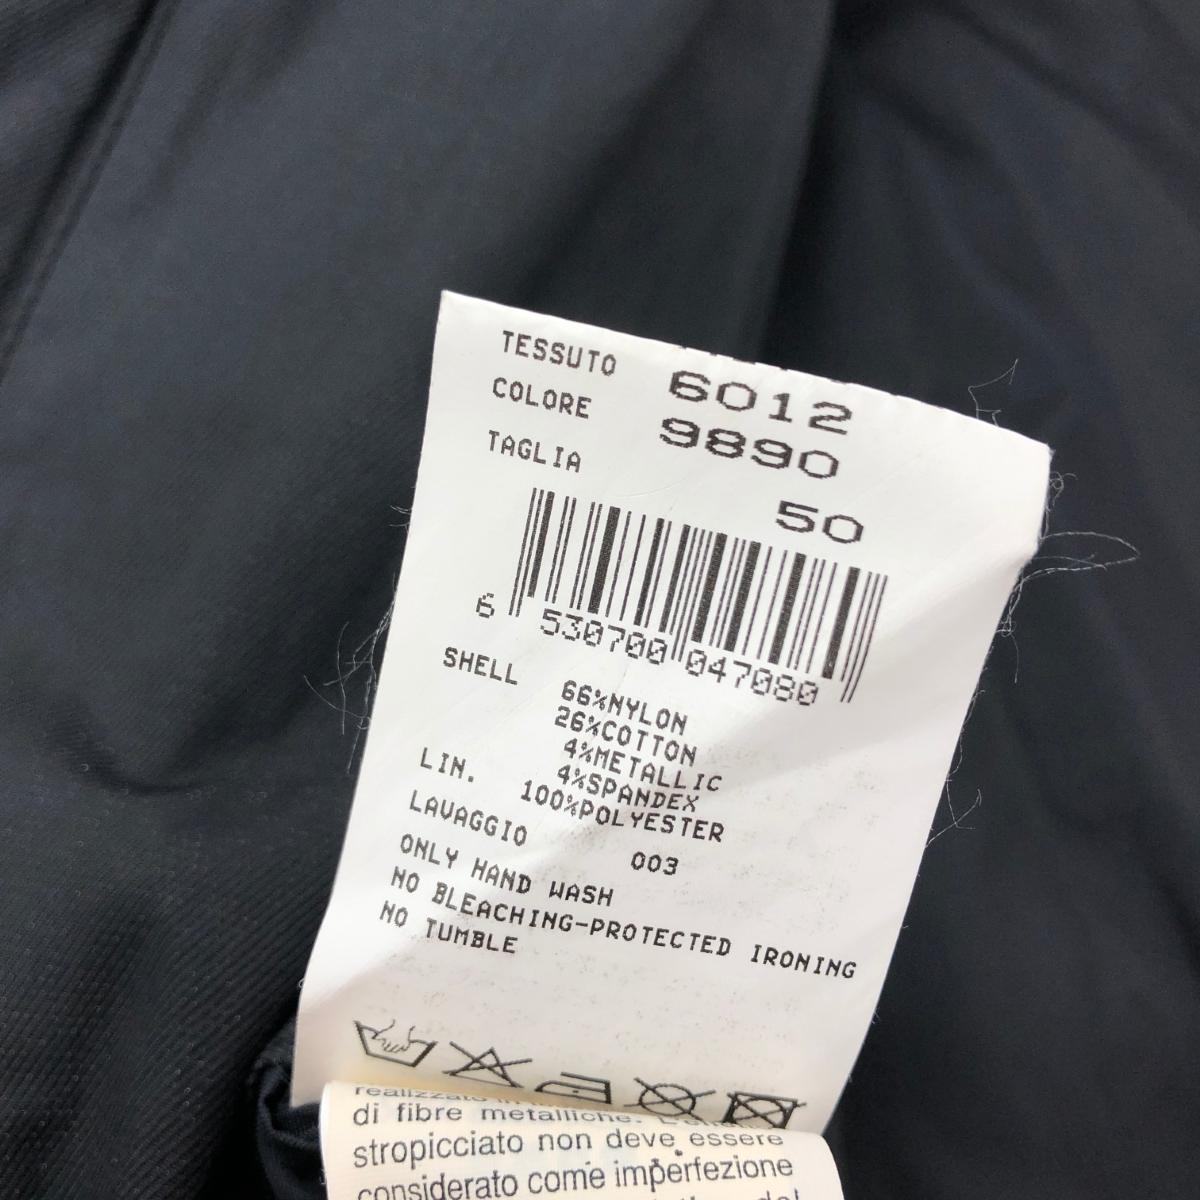 TESSUTO 6012
COLORE 9890
TAGLIA 50
6 530700 047080
SHELL 66%NYLON
26%COTTON
4%METALLIC
4%SPANDEX
LIN. 100%POLYESTER
LAVAGGIO 003
ONLY HAND WASH
NO BLEACHING-PROTECTED IRONING
NO TUMBLE
realizzato in
di fibre metalliche.
stropicciato non deve essere
considerato come imperfezione